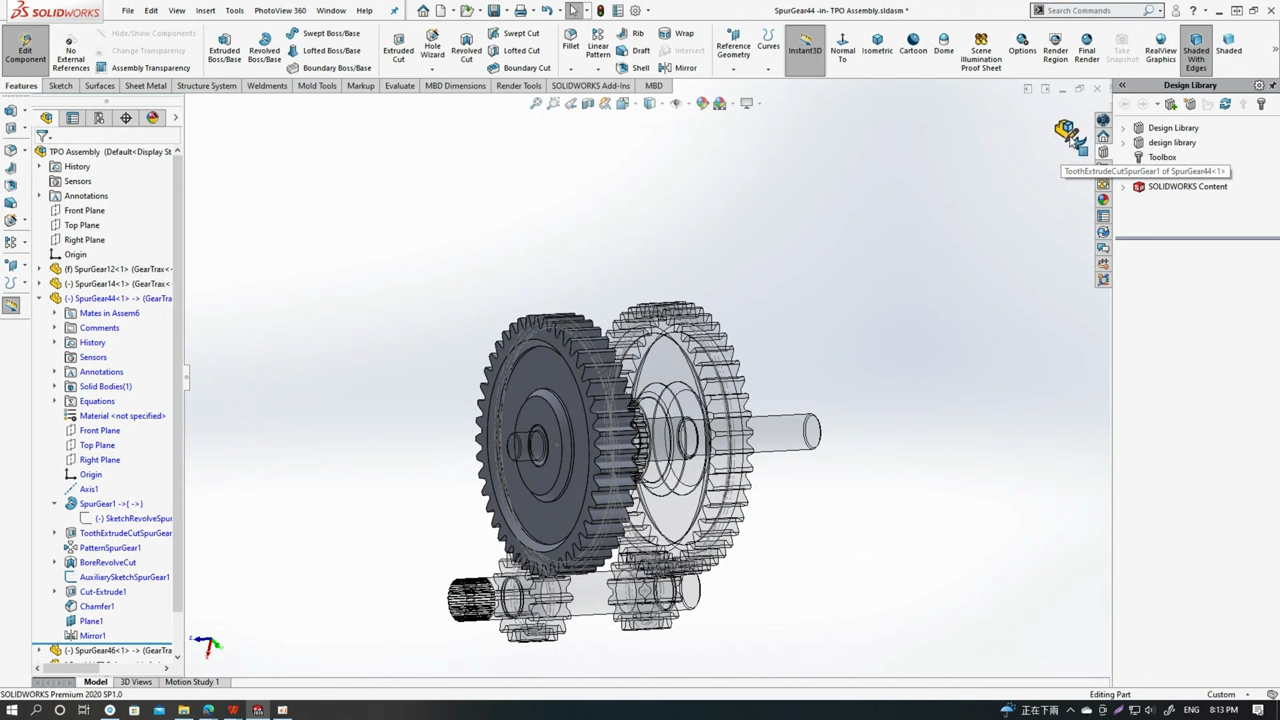 SOLIDWORKS File Edit View Insert Tools PhotoView 360 Window Help SpurGear44 -in- TPO Assembly.sldasm * Search Commands
Edit Component
No External References
Hide/Show Components
Change Transparency
Assembly Transparency
Extruded Boss/Base
Revolved Boss/Base
Swept Boss/Base
Lofted Boss/Base
Boundary Boss/Base
Extruded Cut
Hole Wizard
Revolved Cut
Swept Cut
Lofted Cut
Boundary Cut
Fillet
Linear Pattern
Rib
Draft
Shell
Wrap
Intersect
Mirror
Reference Geometry
Curves
Instant3D
Normal To
Isometric
Cartoon
Dome
Scene Illumination Proof Sheet
Options
Render Region
Final Render
Take Snapshot
RealView Graphics
Shaded With Edges
Shaded
Features Sketch Surfaces Sheet Metal Structure System Weldments Mold Tools Markup Evaluate MBD Dimensions Render Tools SOLIDWORKS Add-Ins MBD
Design Library
Design Library
design library
Toolbox
SOLIDWORKS Content
ToothExtrudeCutSpurGear1 of SpurGear44<1>
TPO Assembly (Default<Display St
History
Sensors
Annotations
Front Plane
Top Plane
Right Plane
Origin
(f) SpurGear12<1> (GearTrax<
(-) SpurGear14<1> (GearTrax<
(-) SpurGear44<1> -> (GearTra
Mates in Assem6
Comments
History
Sensors
Annotations
Solid Bodies(1)
Equations
Material <not specified>
Front Plane
Top Plane
Right Plane
Origin
Axis1
SpurGear1 ->{ ->}
(-) SketchRevolveSpu
ToothExtrudeCutSpurGear
PatternSpurGear1
BoreRevolveCut
AuxiliarySketchSpurGear1
Cut-Extrude1
Chamfer1
Plane1
Mirror1
(-) SpurGear46<1> -> (GearTra
z
Model 3D Views Motion Study 1
SOLIDWORKS Premium 2020 SP1.0 Editing Part Custom
正在下雨 ENG 8:13 PM